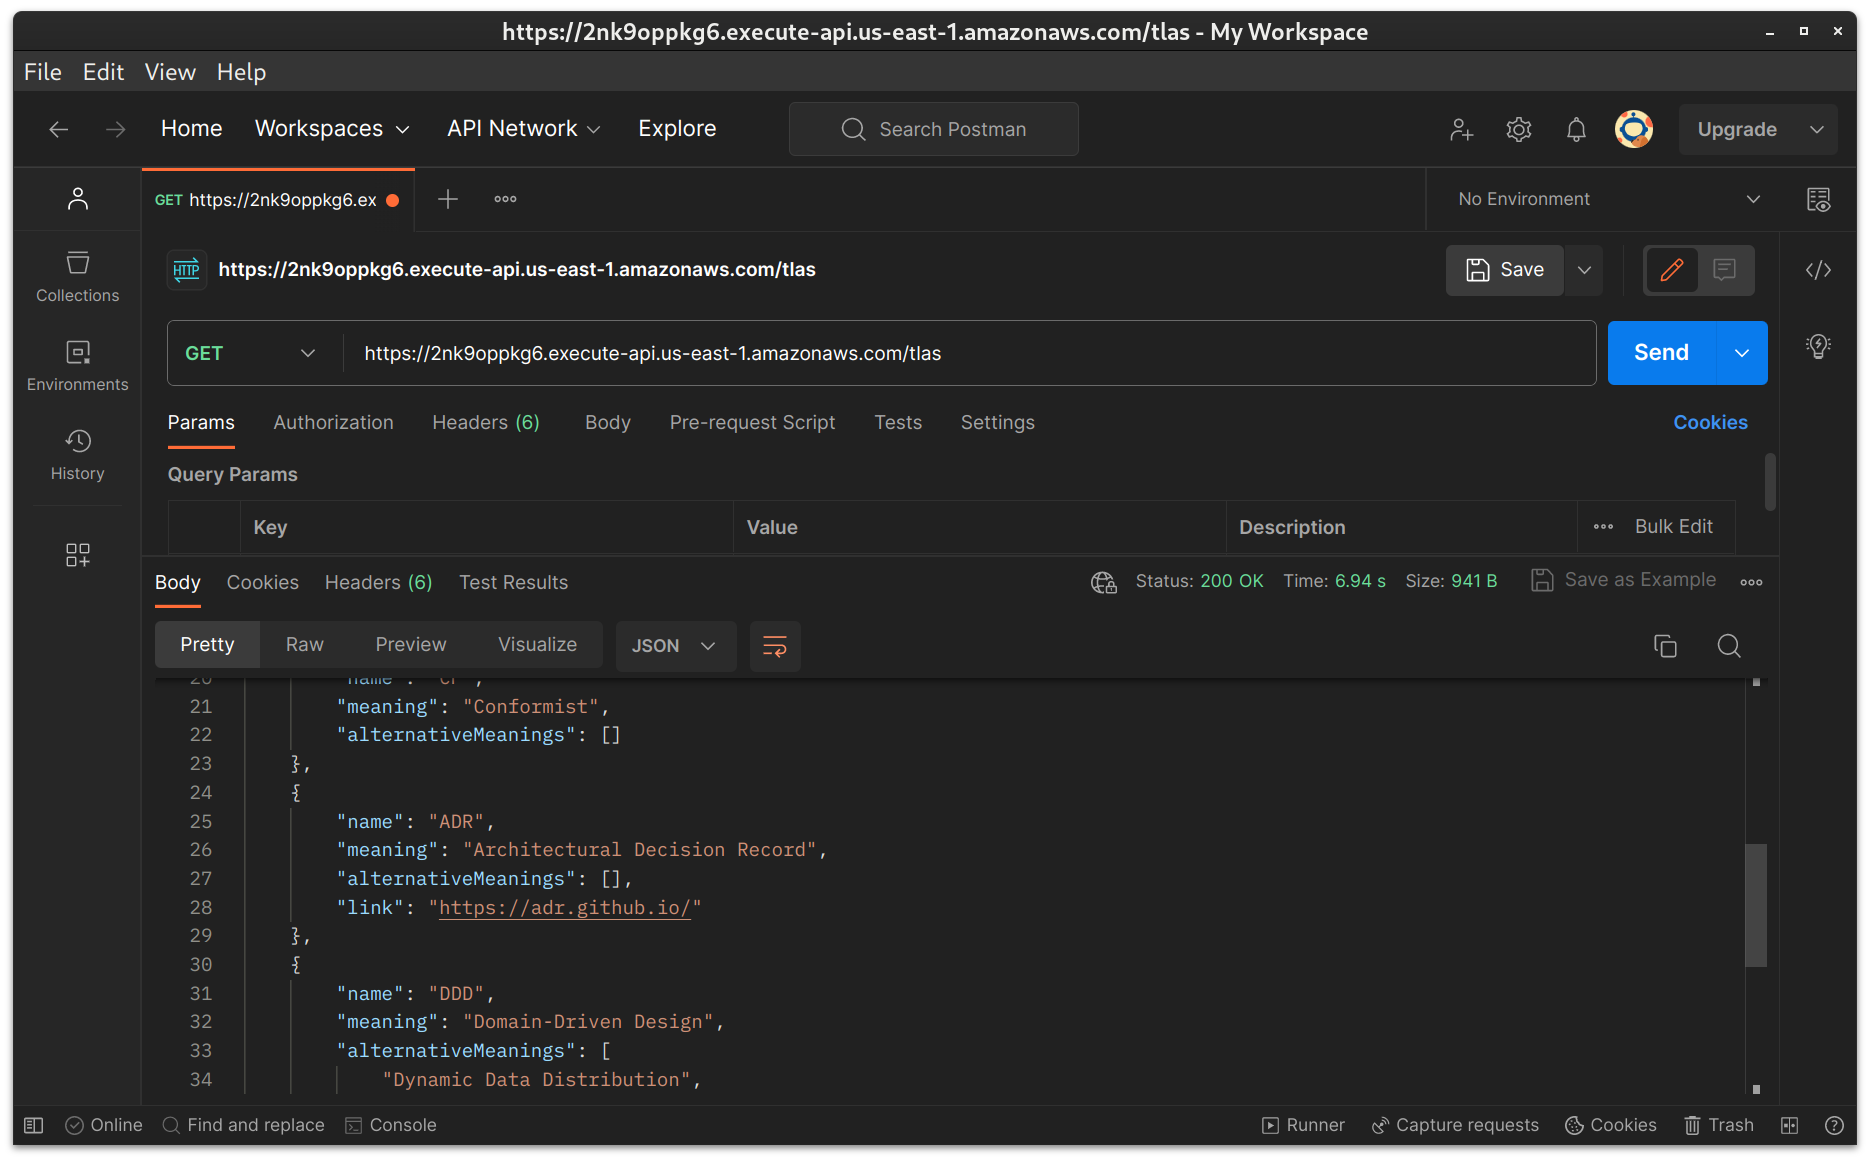 https://2nk9oppkg6.execute-api.us-east-1.amazonaws.com/tlas - My Workspace
File Edit View Help
Home Workspaces API Network Explore Search Postman Upgrade
GET https://2nk9oppkg6.ex No Environment
HTTP https://2nk9oppkg6.execute-api.us-east-1.amazonaws.com/tlas Save
Collections
Environments
History
GET https://2nk9oppkg6.execute-api.us-east-1.amazonaws.com/tlas Send
Params Authorization Headers (6) Body Pre-request Script Tests Settings Cookies
Query Params
Key Value Description Bulk Edit
Body Cookies Headers (6) Test Results Status: 200 OK Time: 6.94 s Size: 941 B Save as Example
Pretty Raw Preview Visualize JSON
20 "name": "CF",
21 "meaning": "Conformist",
22 "alternativeMeanings": []
23 },
24 {
25 "name": "ADR",
26 "meaning": "Architectural Decision Record",
27 "alternativeMeanings": [],
28 "link": "https://adr.github.io/"
29 },
30 {
31 "name": "DDD",
32 "meaning": "Domain-Driven Design",
33 "alternativeMeanings": [
34 "Dynamic Data Distribution",
Online Find and replace Console Runner Capture requests Cookies Trash